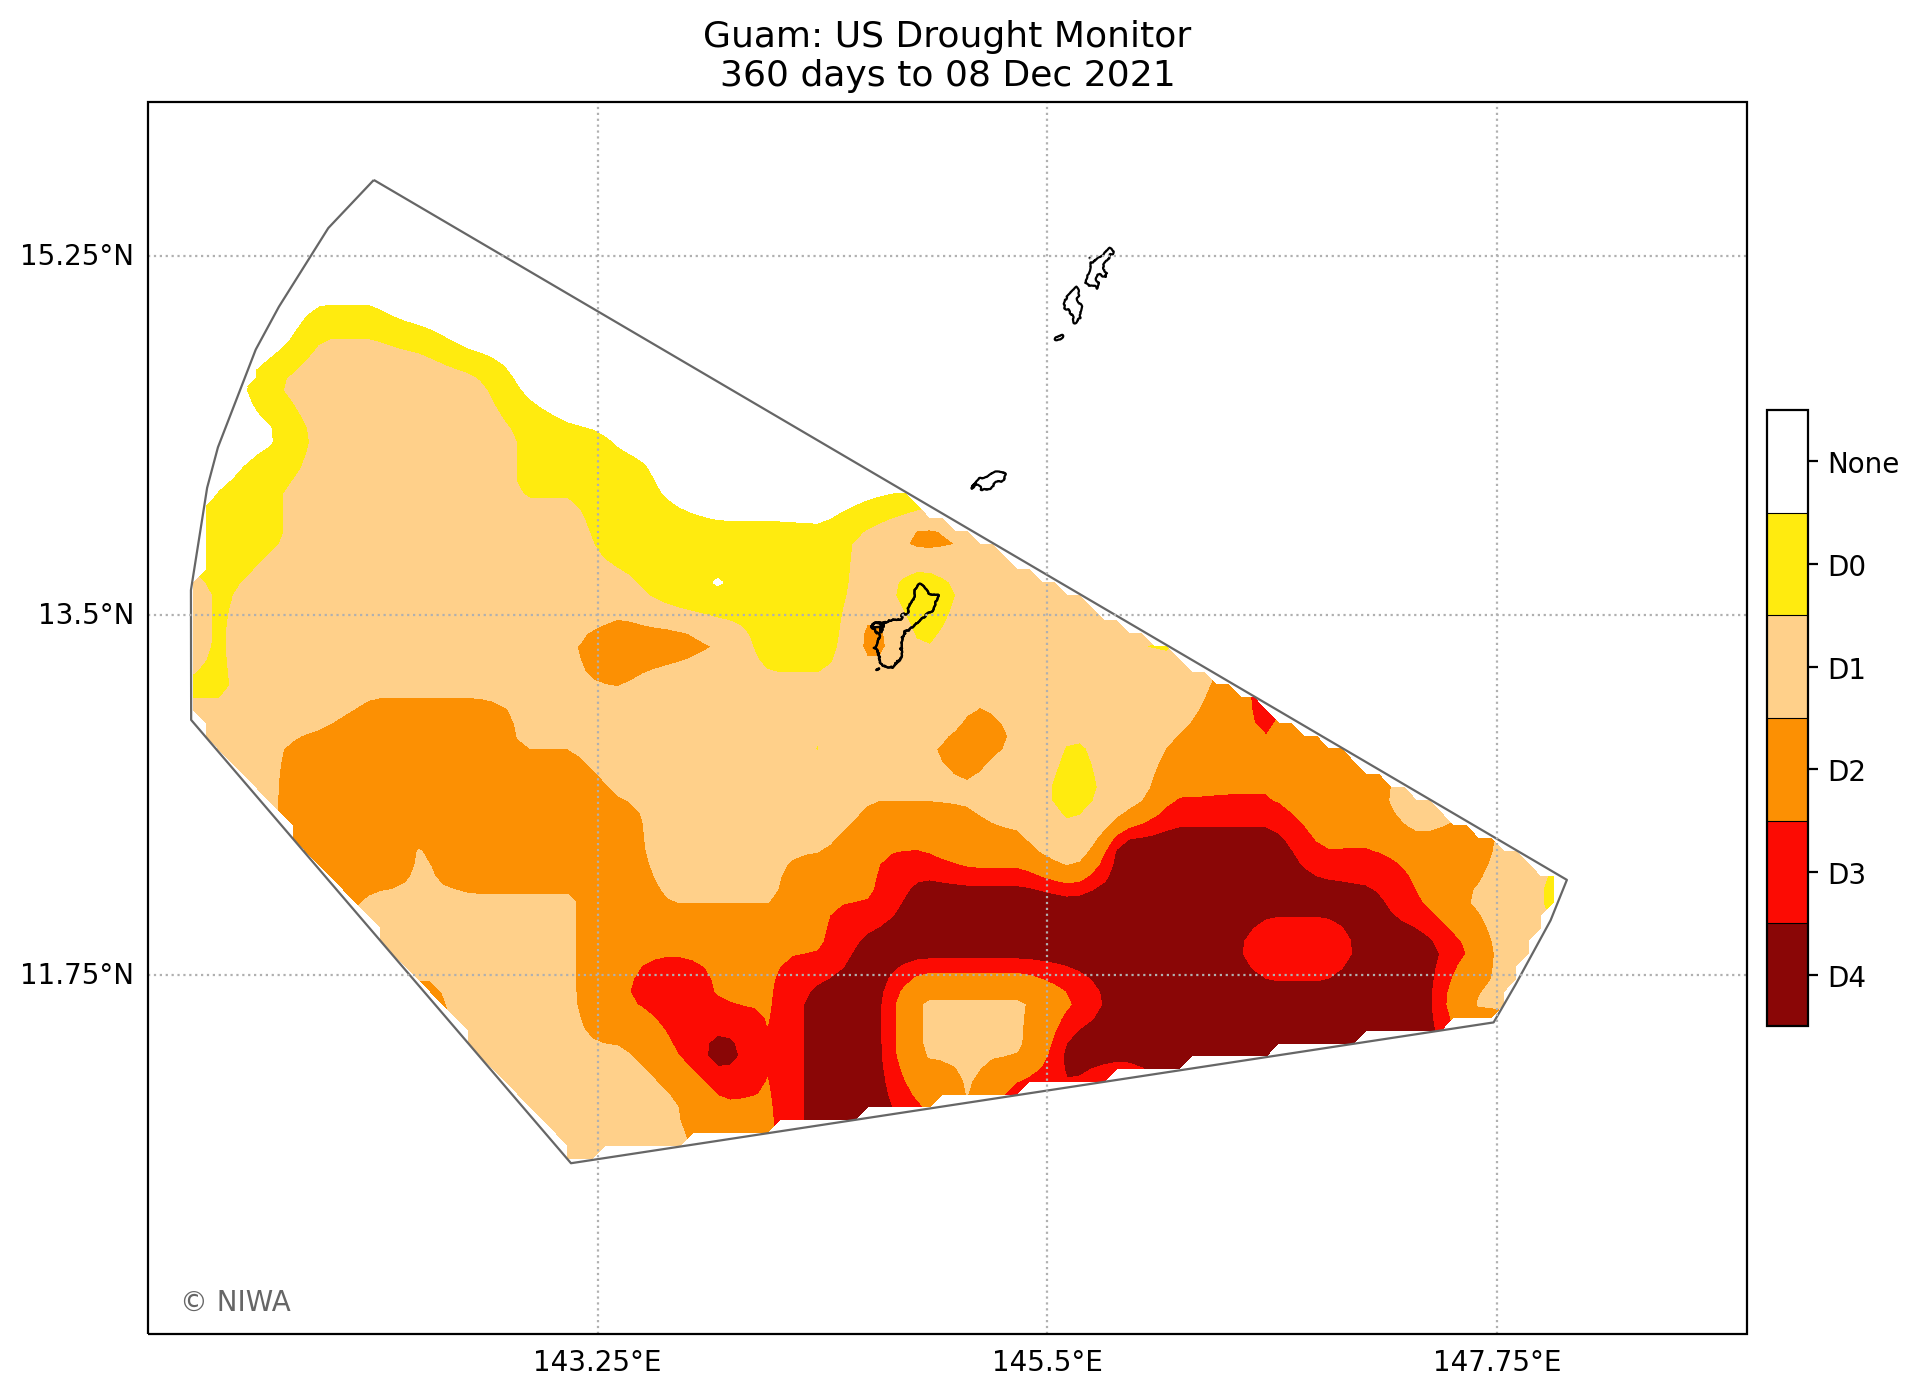 Guam: US Drought Monitor
360 days to 08 Dec 2021
15.25°N
13.5°N
11.75°N
143.25°E
145.5°E
147.75°E
None
D0
D1
D2
D3
D4
© NIWA